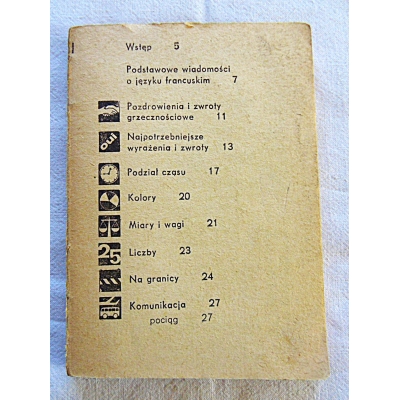 Wstęp 5
Podstawowe wiadomości
o języku francuskim 7
Pozdrowienia i zwroty
grzecznościowe 11
oui
Najpotrzebniejsze
wyrażenia i zwroty 13
Podział czasu 17
Kolory 20
Miary i wagi 21
25
Liczby 23
Na granicy 24
Komunikacja 27
pociąg 27